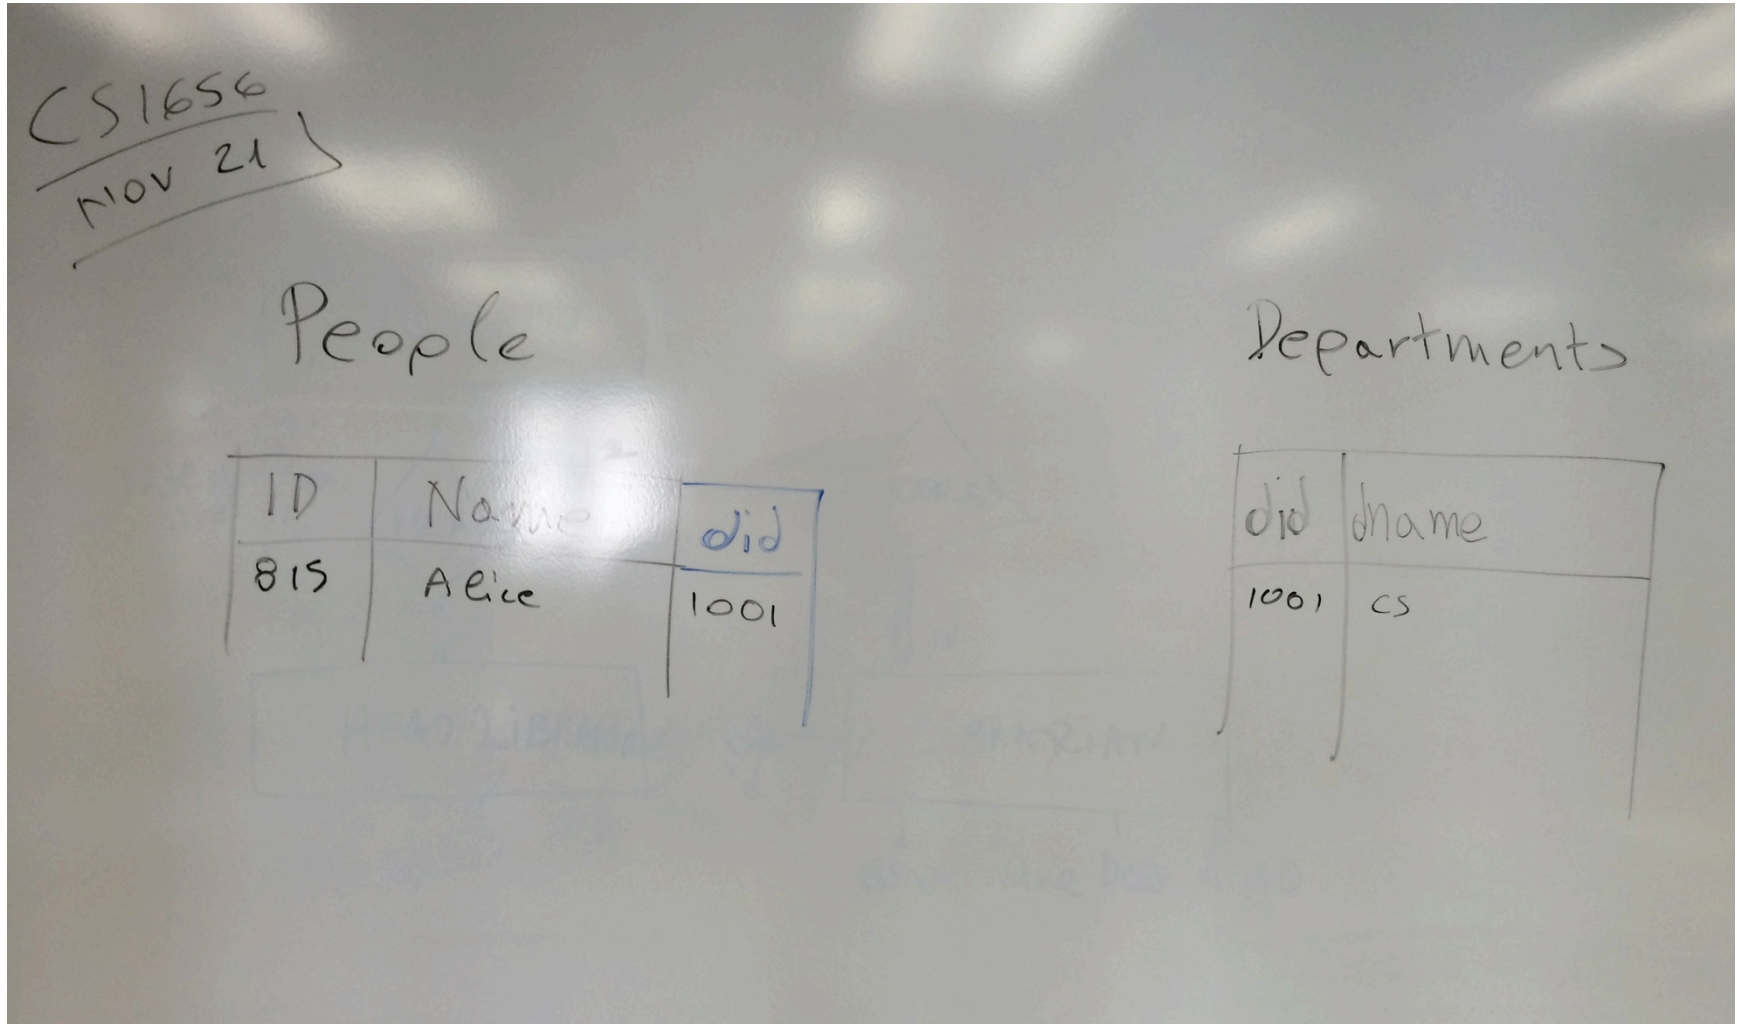 CS1656
NOV 21
People
Departments
ID Name did
815 Alice 1001
did dname
1001 CS